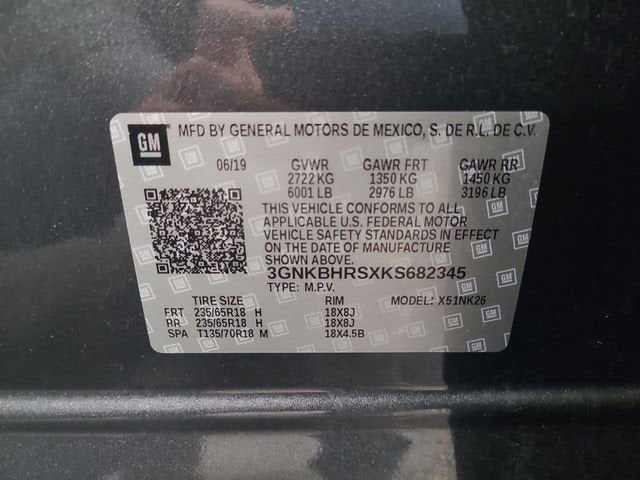 GM MFD BY GENERAL MOTORS DE MEXICO, S. DE R.L. DE C.V.
06/19 GVWR GAWR FRT GAWR RR
2722 KG 1350 KG 1450 KG
6001 LB 2976 LB 3196 LB
THIS VEHICLE CONFORMS TO ALL
APPLICABLE U.S. FEDERAL MOTOR
VEHICLE SAFETY STANDARDS IN EFFECT
ON THE DATE OF MANUFACTURE
SHOWN ABOVE.
3GNKBHRSXKS682345
TYPE: M.P.V.
TIRE SIZE RIM MODEL: X51NK26
FRT 235/65R18 H 18X8J
RR 235/65R18 H 18X8J
SPA T135/70R18 M 18X4.5B